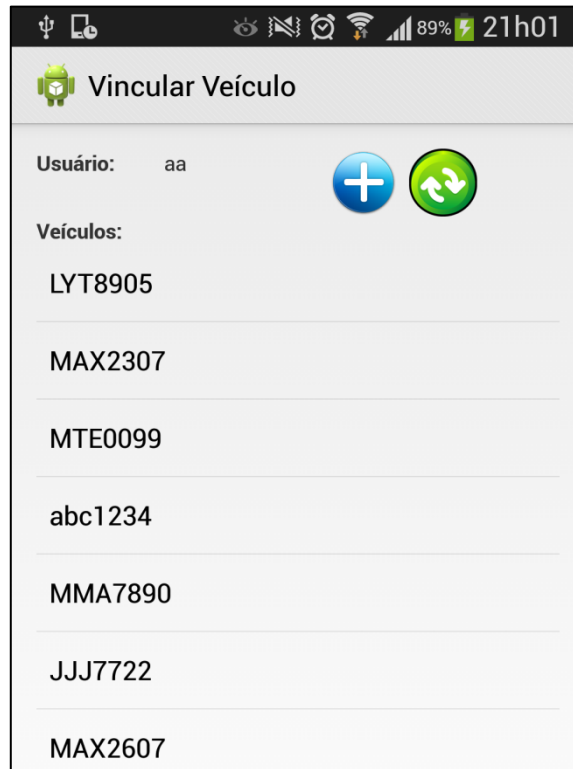 89% 21h01
Vincular Veículo
Usuário: aa
Veículos:
LYT8905
MAX2307
MTE0099
abc1234
MMA7890
JJJ7722
MAX2607